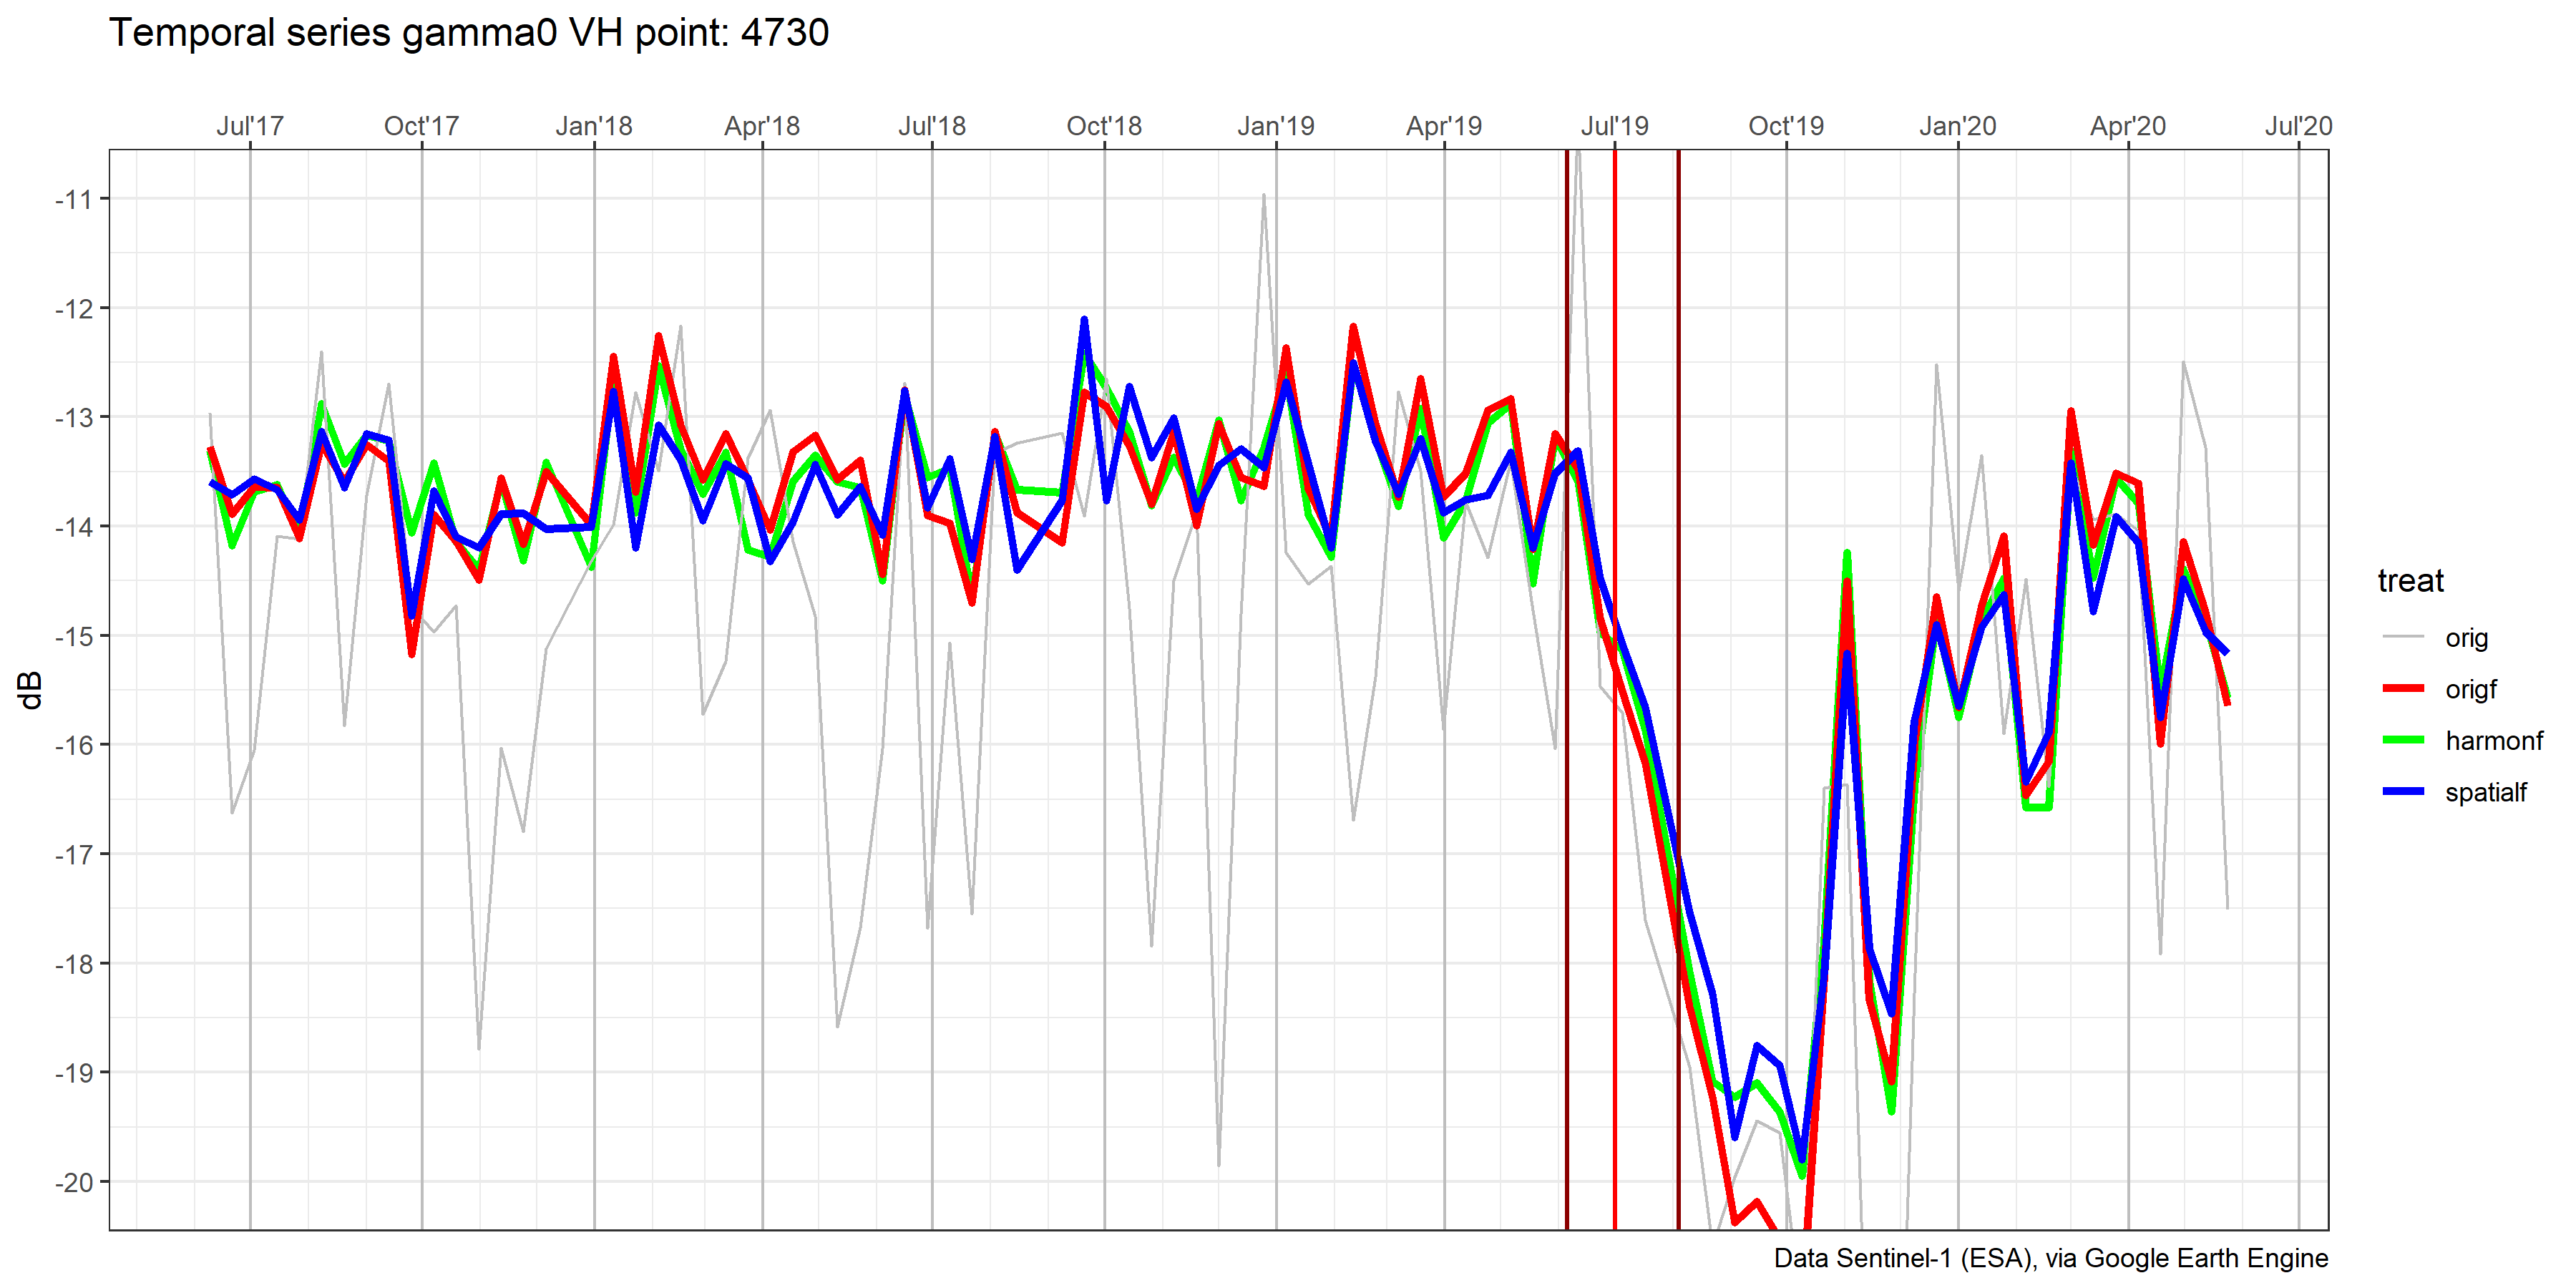 Temporal series gamma0 VH point: 4730
Jul'17 Oct'17 Jan'18 Apr'18 Jul'18 Oct'18 Jan'19 Apr'19 Jul'19 Oct'19 Jan'20 Apr'20 Jul'20
-11
-12
-13
-14
-15
-16
-17
-18
-19
-20
dB
treat
orig
origf
harmonf
spatialf
Data Sentinel-1 (ESA), via Google Earth Engine